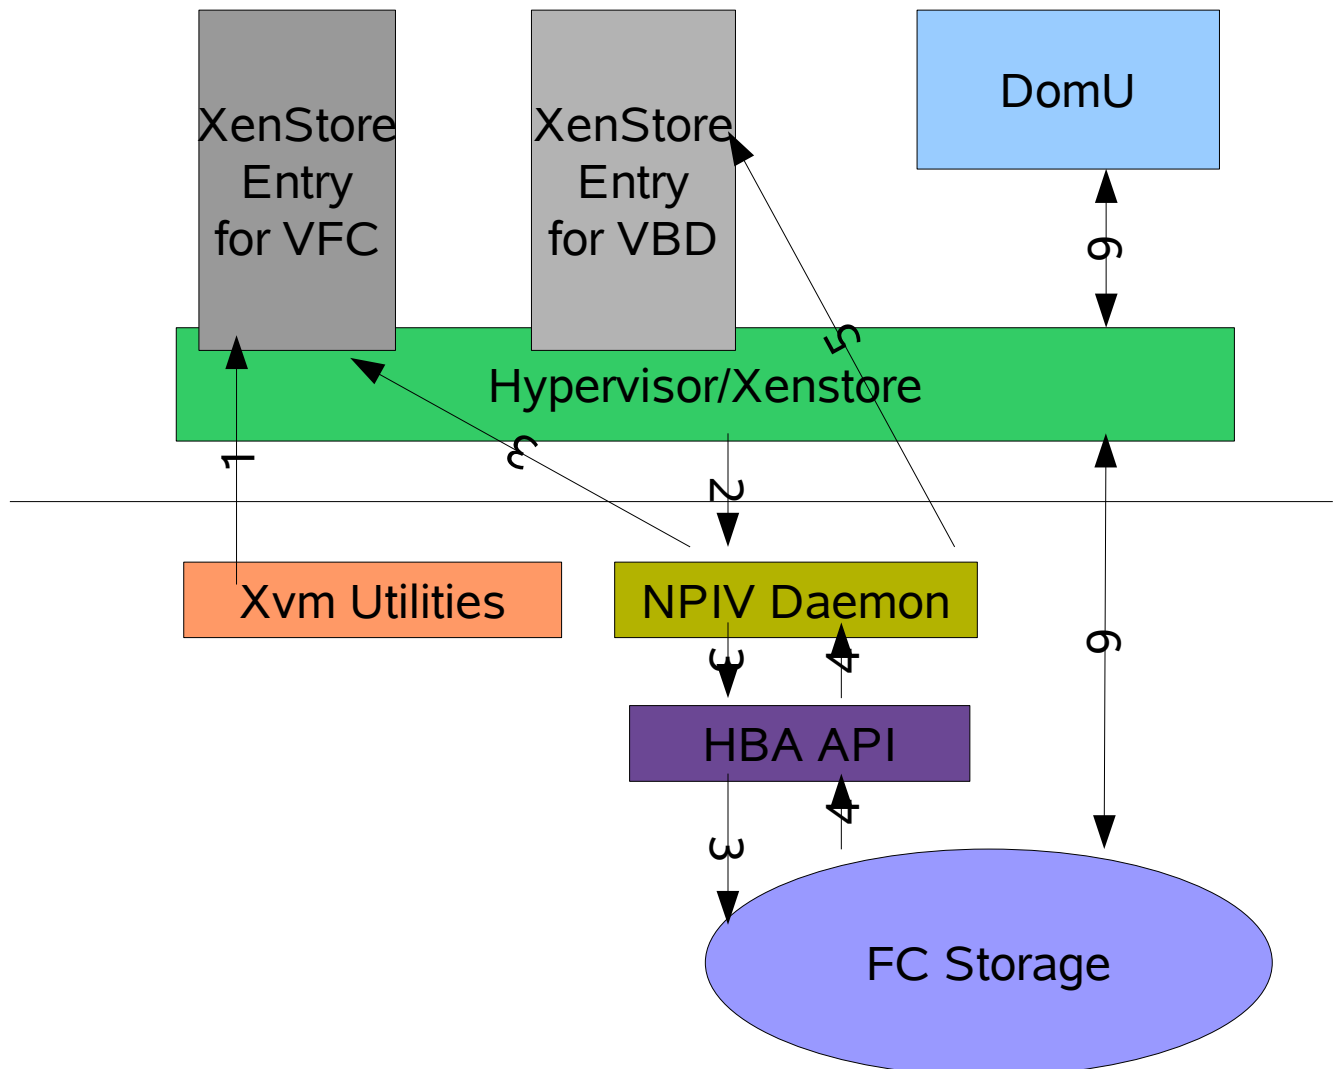 XenStore
Entry
for VFC
XenStore
Entry
for VBD
DomU
6
5
Hypervisor/Xenstore
1
3
2
Xvm Utilities
NPIV Daemon
6
3
4
HBA API
4
3
FC Storage